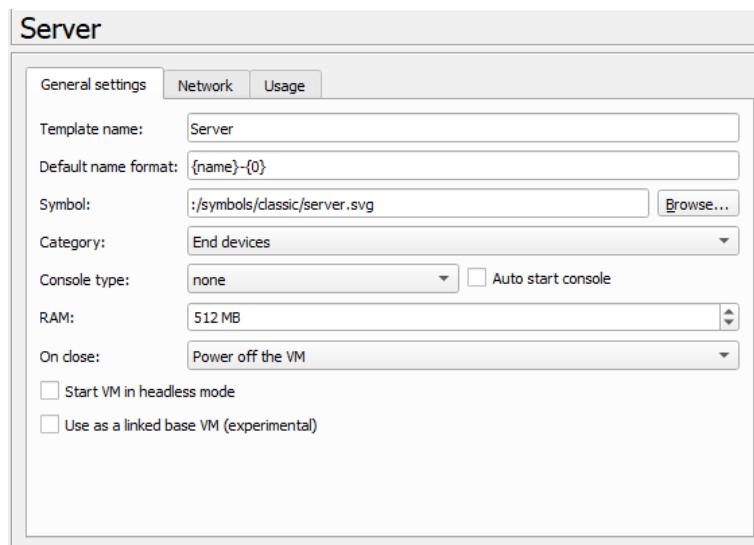 Server
General settings Network Usage
Template name: Server
Default name format: {name}-{0}
Symbol: :/symbols/classic/server.svg Browse...
Category: End devices
Console type: none Auto start console
RAM: 512 MB
On close: Power off the VM
Start VM in headless mode
Use as a linked base VM (experimental)